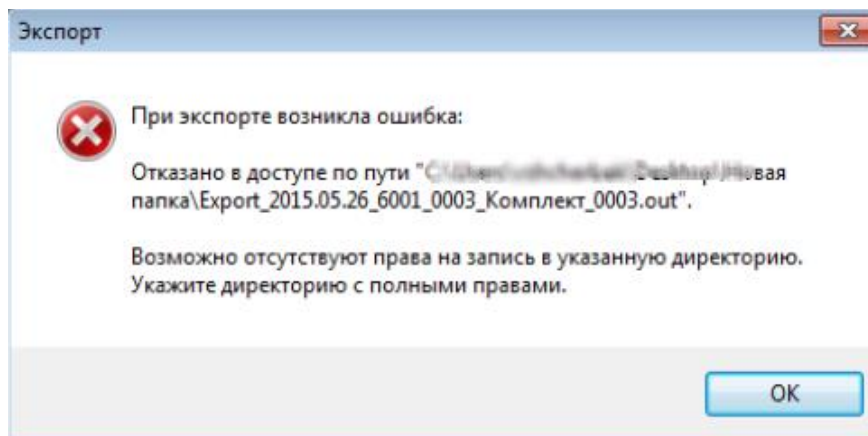 Экспорт
При экспорте возникла ошибка:
Отказано в доступе по пути "
папка\Export_2015.05.26_6001_0003_Комплект_0003.out".
Возможно отсутствуют права на запись в указанную директорию.
Укажите директорию с полными правами.
ОК